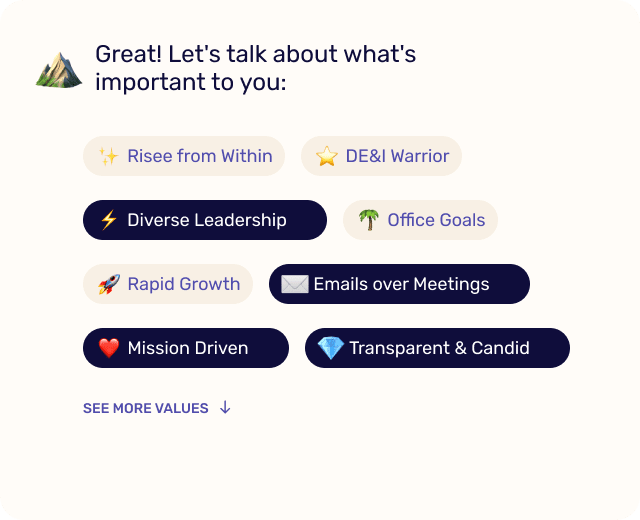 Great! Let's talk about what's
important to you:
Risee from Within
DE&I Warrior
Diverse Leadership
Office Goals
Rapid Growth
Emails over Meetings
Mission Driven
Transparent & Candid
SEE MORE VALUES